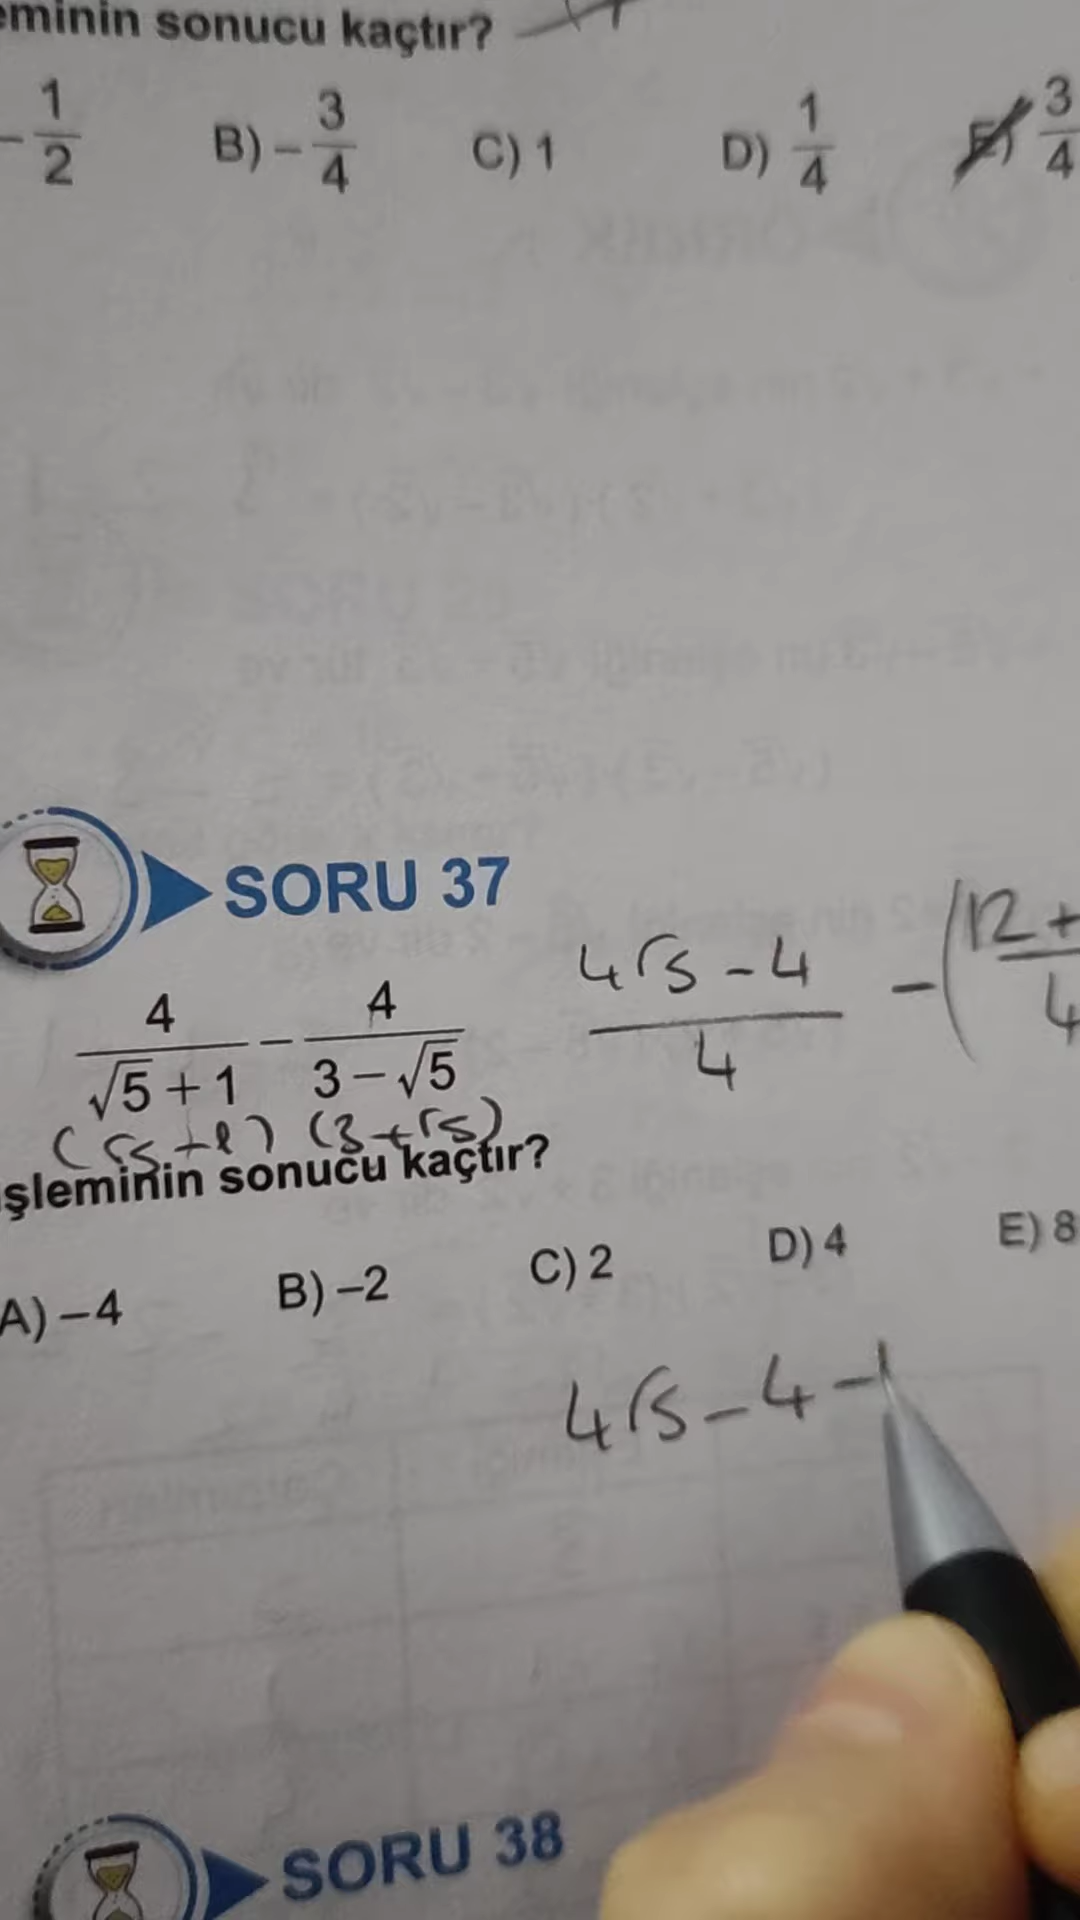 eminin sonucu kaçtır?
-1/2 B) -3/4 C) 1 D) 1/4 E) 3/4
SORU 37
4/(√5 + 1) - 4/(3 - √5)
4√5 - 4 / 4 - (12 + / 4
(√5 + 1) (3 + √5)
işleminin sonucu kaçtır?
A) -4 B) -2 C) 2 D) 4 E) 8
4√5 - 4 -
SORU 38